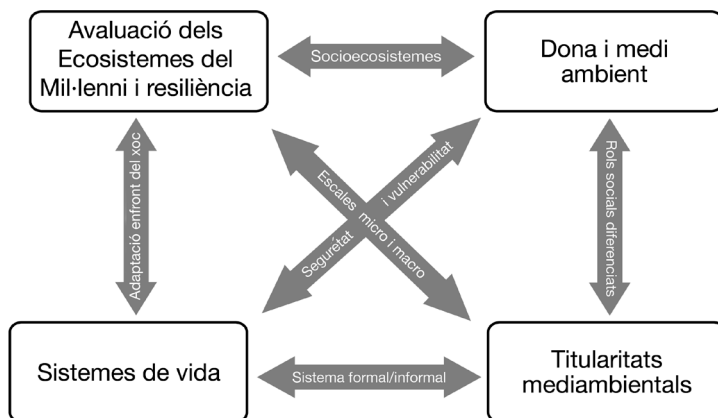 Avaluació dels
Ecosistemes del
Mil·lenni i resiliència
Socioecosistemes
Dona i medi
ambient
Adaptació enfront del xoc
Escales micro i macro
Segurétat i vulnerabilitat
Rols socials diferenciats
Sistemes de vida
Sistema formal/informal
Titularitats
mediambientals